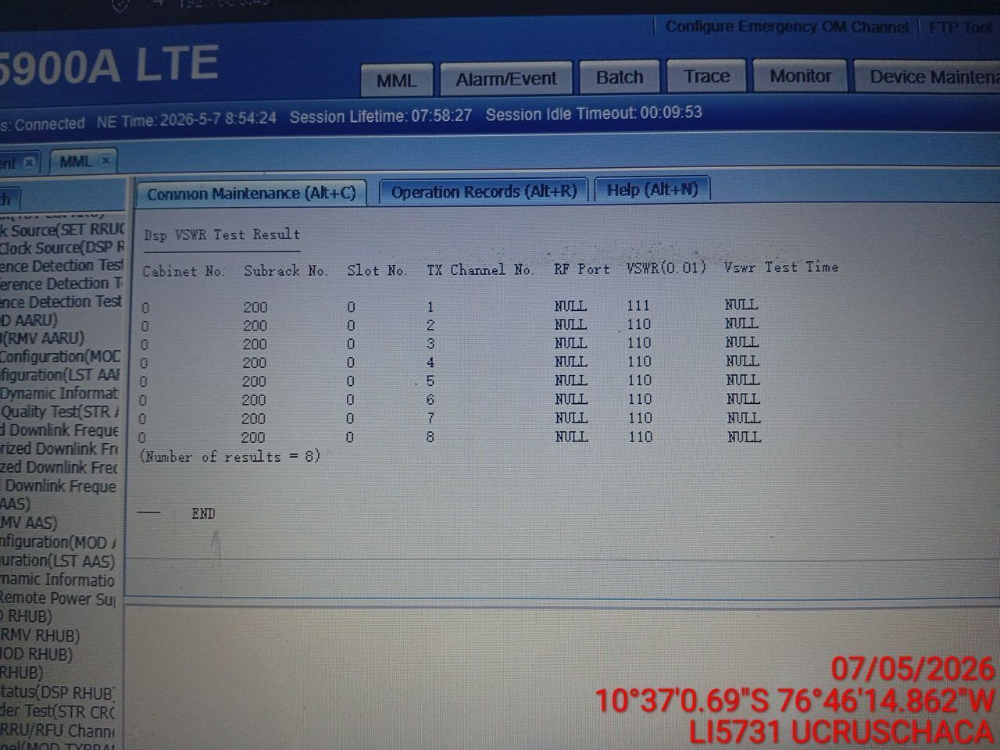 Configure Emergency OM Channel | FTP Tool
5900A LTE
MML Alarm/Event Batch Trace Monitor Device Maintena
s: Connected NE Time: 2026-5-7 8:54:24 Session Lifetime: 07:58:27 Session Idle Timeout: 00:09:53
ent MML
Common Maintenance (Alt+C) Operation Records (Alt+R) Help (Alt+N)
k Source(SET RRUC
Clock Source(DSP R
ence Detection Test
erence Detection T
nce Detection Test
D AARU)
(RMV AARU)
Configuration(MOD
figuration(LST AAR
Dynamic Informat
Quality Test(STR
d Downlink Freque
rized Downlink Fre
zed Downlink Freq
Downlink Freque
AAS)
MV AAS)
nfiguration(MOD
uration(LST AAS)
namic Informatio
Remote Power Su
RHUB)
RMV RHUB)
OD RHUB)
RHUB)
tatus(DSP RHUB)
der Test(STR CRC
RRU/RFU Chann
Dsp VSWR Test Result
Cabinet No. Subrack No. Slot No. TX Channel No. RF Port VSWR(0.01) Vswr Test Time
0 200 0 1 NULL 111 NULL
0 200 0 2 NULL 110 NULL
0 200 0 3 NULL 110 NULL
0 200 0 4 NULL 110 NULL
0 200 0 5 NULL 110 NULL
0 200 0 6 NULL 110 NULL
0 200 0 7 NULL 110 NULL
0 200 0 8 NULL 110 NULL
(Number of results = 8)
--- END
07/05/2026
10°37'0.69"S 76°46'14.862"W
LI5731 UCRUSCHACA